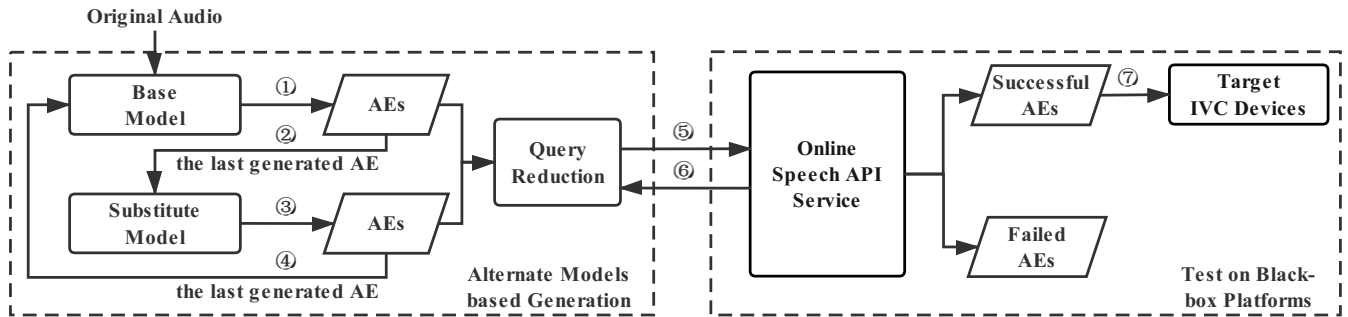 Original Audio
Base
Model
①
AEs
②
the last generated AE
Substitute
Model
③
AEs
④
the last generated AE
Query
Reduction
Alternate Models
based Generation
⑤
⑥
Online
Speech API
Service
Successful
AEs
⑦
Target
IVC Devices
Failed
AEs
Test on Black-
box Platforms